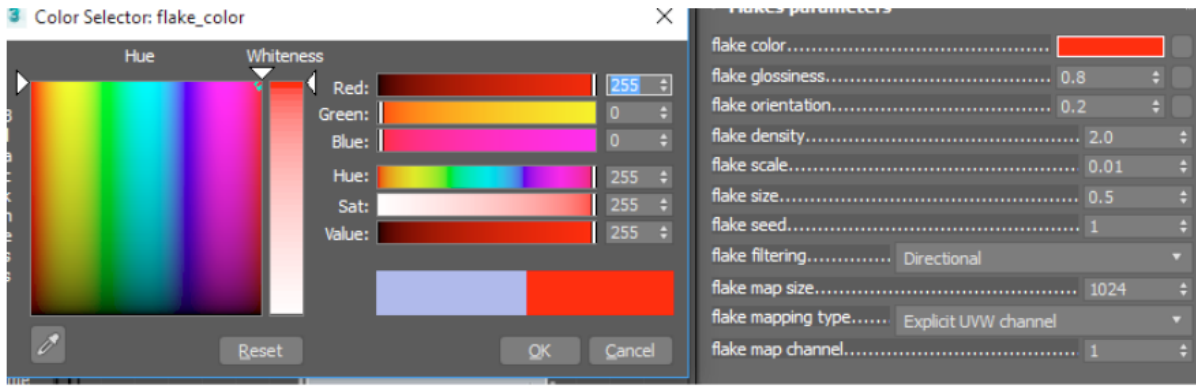 3 Color Selector: flake_color
Hue
Whiteness
Red:
255
Green:
0
Blue:
0
Hue:
255
Sat:
255
Value:
255
Reset
OK
Cancel
Flakes parameters
flake color
flake glossiness
0.8
flake orientation
0.2
flake density
2.0
flake scale
0.01
flake size
0.5
flake seed
1
flake filtering
Directional
flake map size
1024
flake mapping type
Explicit UVW channel
flake map channel
1